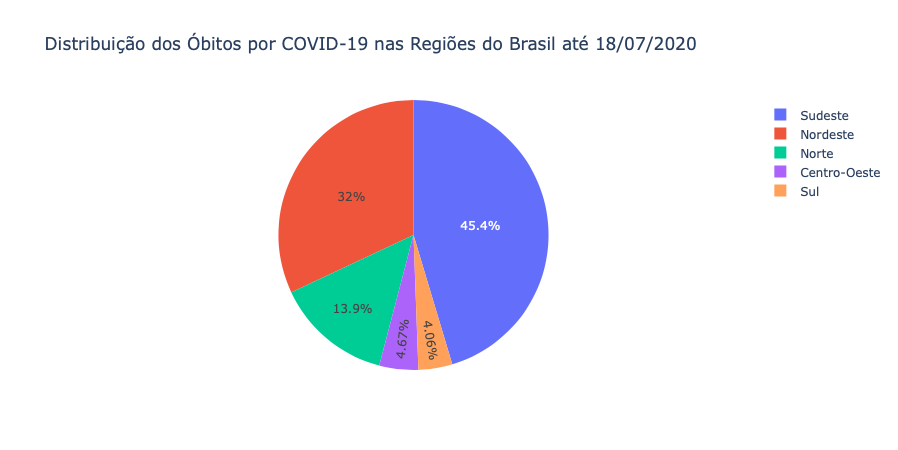 Distribuição dos Óbitos por COVID-19 nas Regiões do Brasil até 18/07/2020
Sudeste
Nordeste
Norte
Centro-Oeste
Sul
32%
45.4%
13.9%
4.67%
4.06%